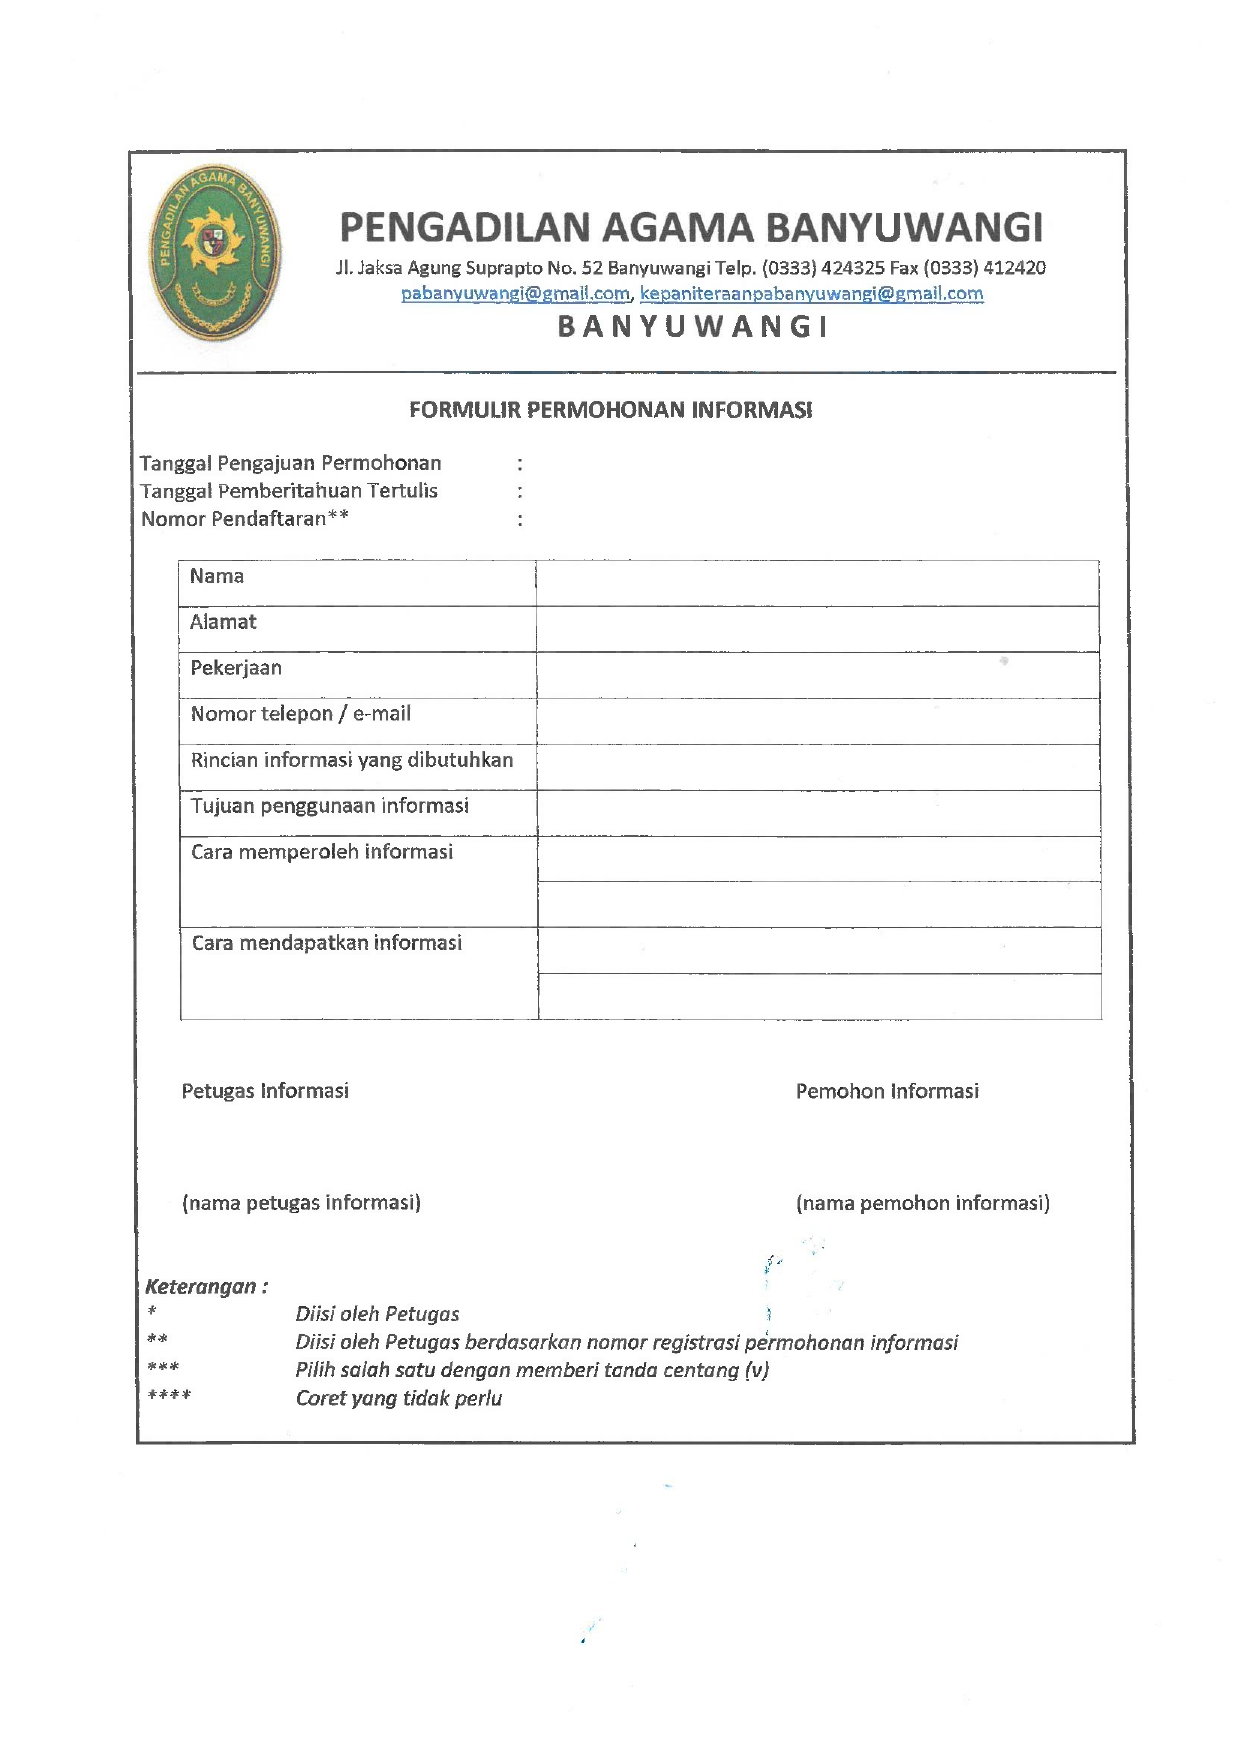 PENGADILAN AGAMA BANYUWANGI
PENGADILAN AGAMA BANYUWANGI
Jl. Jaksa Agung Suprapto No. 52 Banyuwangi Telp. (0333) 424325 Fax (0333) 412420
pabanyuwangi@gmail.com, kepaniteraanpabanyuwangi@gmail.com
BANYUWANGI
FORMULIR PERMOHONAN INFORMASI
Tanggal Pengajuan Permohonan :
Tanggal Pemberitahuan Tertulis :
Nomor Pendaftaran** :
Nama
Alamat
Pekerjaan
Nomor telepon / e-mail
Rincian informasi yang dibutuhkan
Tujuan penggunaan informasi
Cara memperoleh informasi
Cara mendapatkan informasi
Petugas Informasi Pemohon Informasi
(nama petugas informasi) (nama pemohon informasi)
Keterangan :
* Diisi oleh Petugas
** Diisi oleh Petugas berdasarkan nomor registrasi permohonan informasi
*** Pilih salah satu dengan memberi tanda centang (v)
**** Coret yang tidak perlu